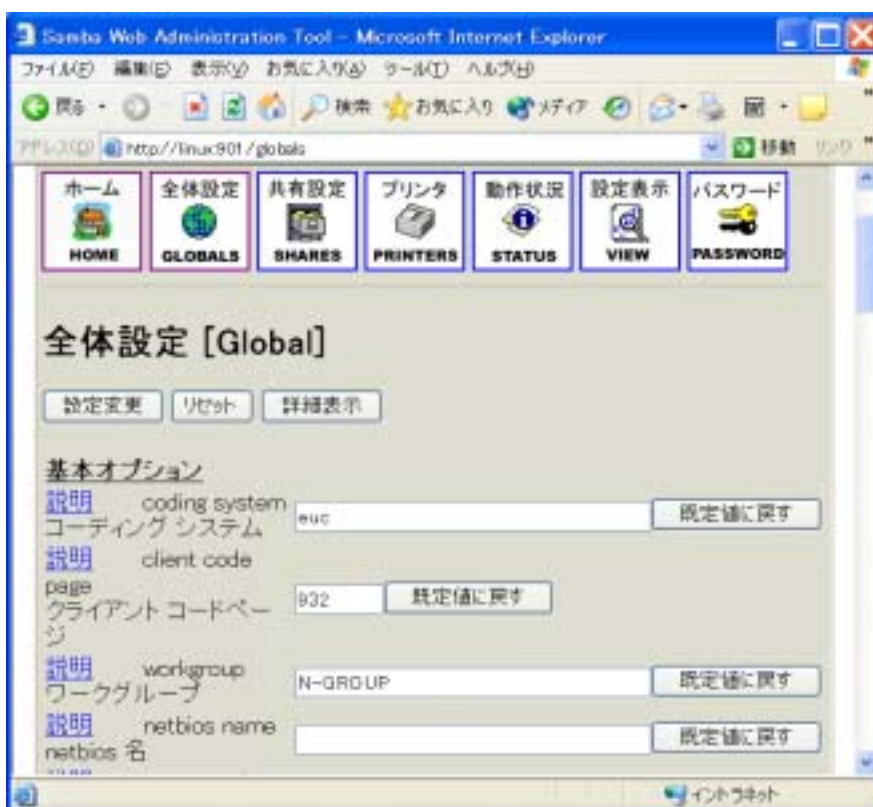 Samba Web Administration Tool - Microsoft Internet Explorer
ファイル(F) 編集(E) 表示(V) お気に入り(A) ツール(T) ヘルプ(H)
戻る 検索 お気に入り メディア
アドレス(D) http://linux901/globals 移動 リンク
ホーム 全体設定 共有設定 プリンタ 動作状況 設定表示 パスワード
HOME GLOBALS SHARES PRINTERS STATUS VIEW PASSWORD
全体設定 [Global]
設定変更 リセット 詳細表示
基本オプション
説明 coding system
コーディング システム euc 既定値に戻す
説明 client code
page
クライアント コードペー
ジ 932 既定値に戻す
説明 workgroup
ワークグループ N-GROUP 既定値に戻す
説明 netbios name
netbios 名 既定値に戻す
イントラネット